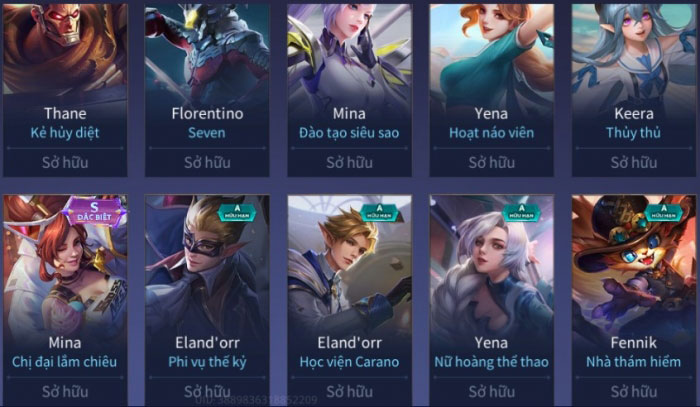 Thane
Kẻ hủy diệt
Sở hữu
Florentino
Seven
Sở hữu
Mina
Đào tạo siêu sao
Sở hữu
Yena
Hoạt náo viên
Sở hữu
Keera
Thủy thủ
Sở hữu
S
ĐẶC BIỆT
Mina
Chị đại lắm chiêu
Sở hữu
A
HỮU HẠN
Eland'orr
Phi vụ thế kỷ
Sở hữu
A
HỮU HẠN
Eland'orr
Học viện Carano
Sở hữu
A
HỮU HẠN
Yena
Nữ hoàng thể thao
Sở hữu
A
HỮU HẠN
Fennik
Nhà thám hiểm
Sở hữu
UID: 3889836318852209